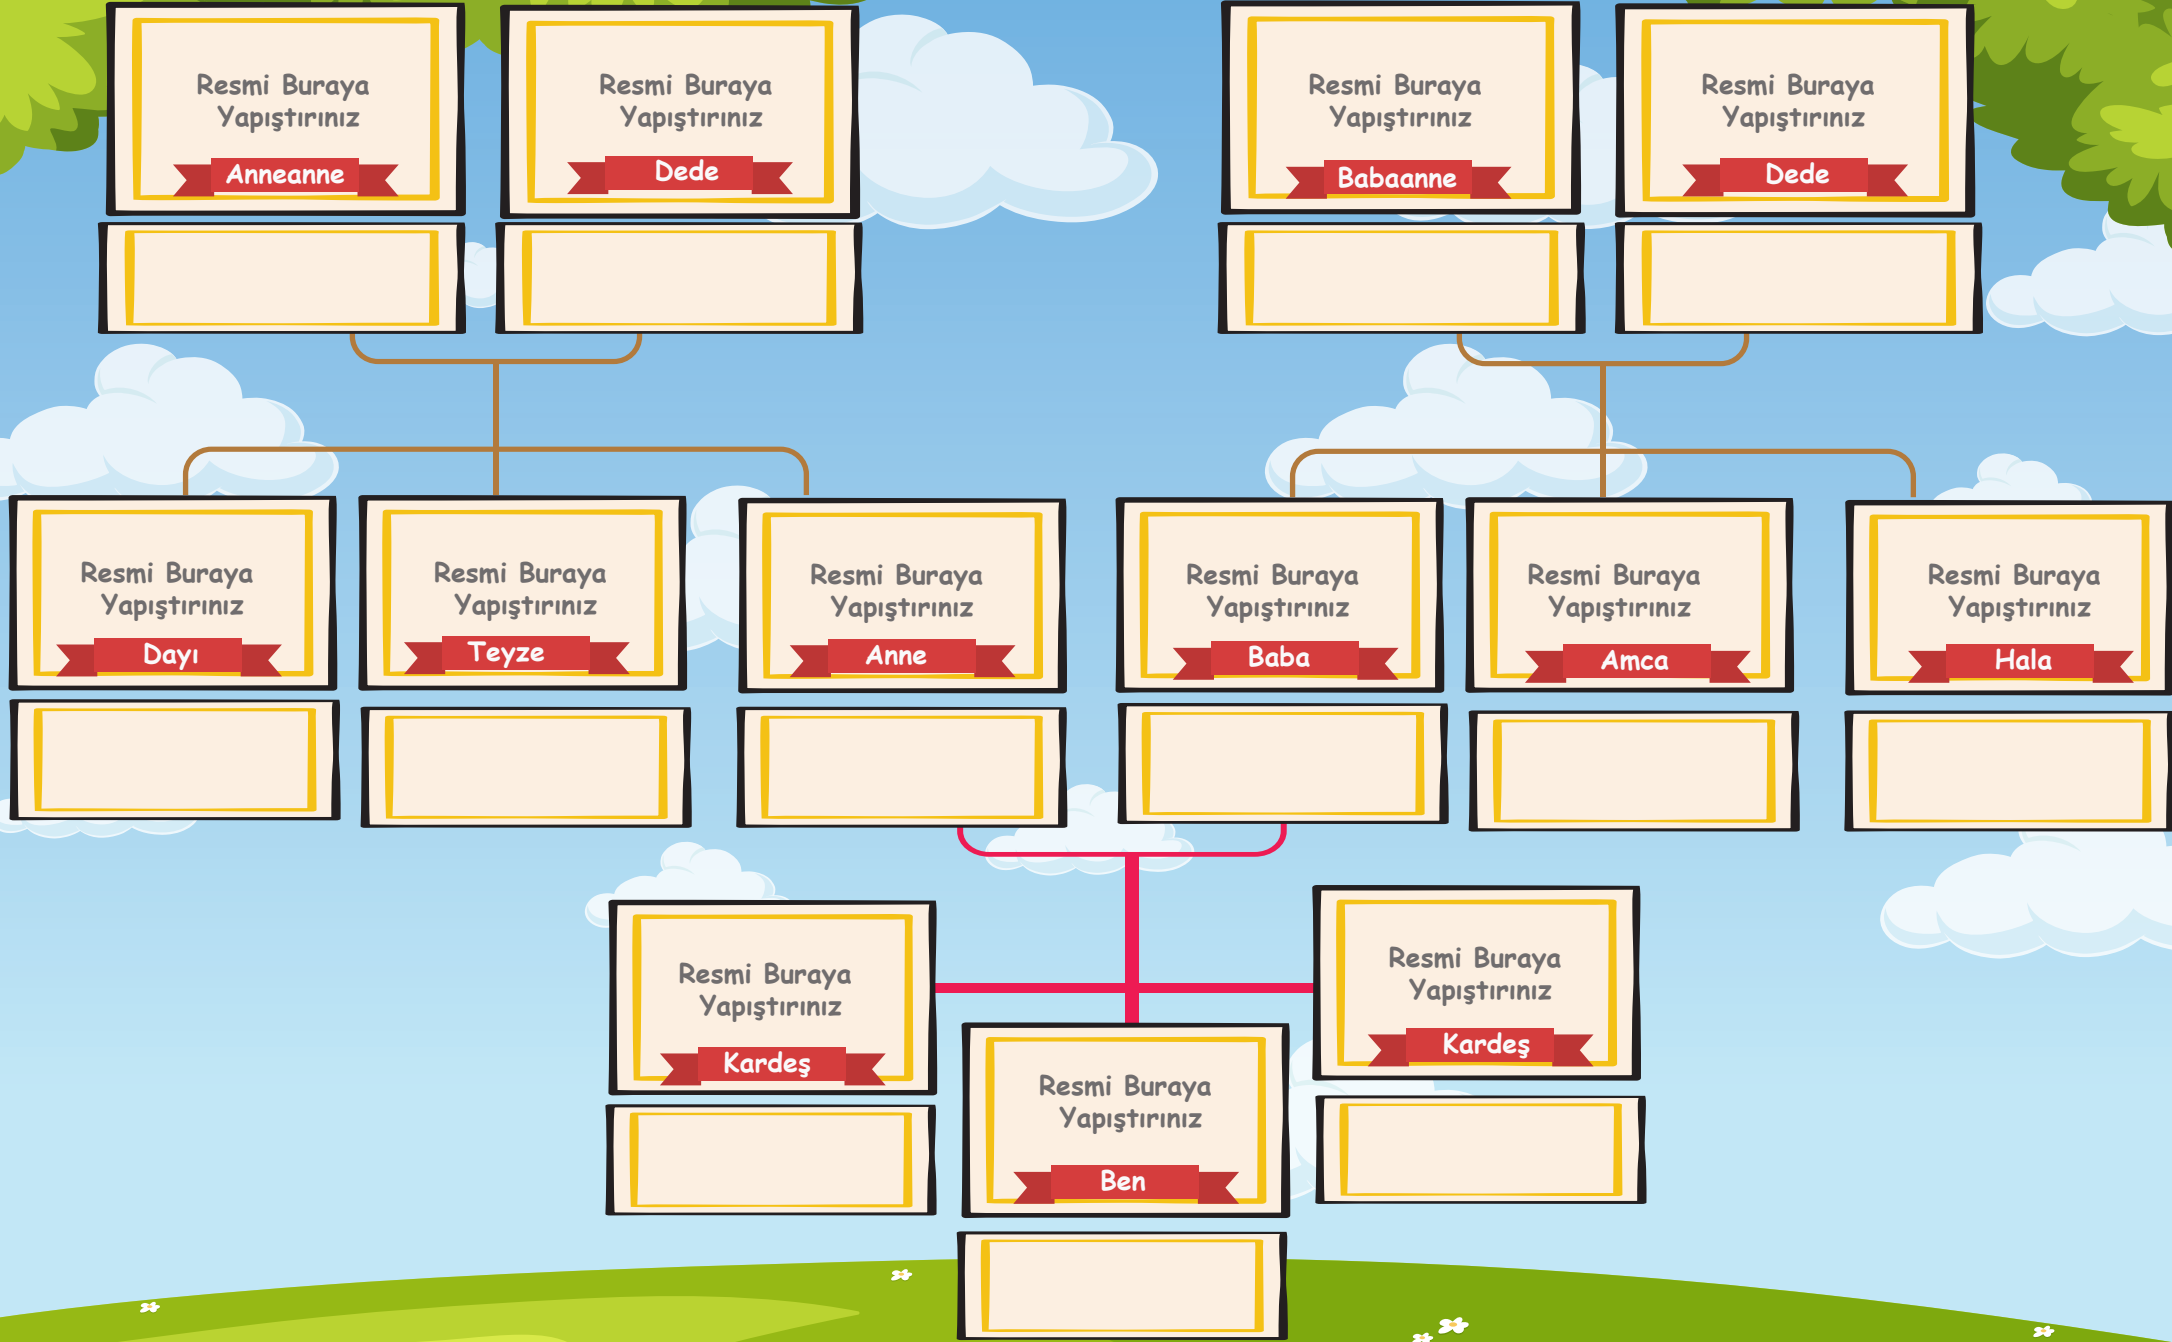 Resmi Buraya
Yapıştırınız
Anneanne
Resmi Buraya
Yapıştırınız
Dede
Resmi Buraya
Yapıştırınız
Babaanne
Resmi Buraya
Yapıştırınız
Dede
Resmi Buraya
Yapıştırınız
Dayı
Resmi Buraya
Yapıştırınız
Teyze
Resmi Buraya
Yapıştırınız
Anne
Resmi Buraya
Yapıştırınız
Baba
Resmi Buraya
Yapıştırınız
Amca
Resmi Buraya
Yapıştırınız
Hala
Resmi Buraya
Yapıştırınız
Kardeş
Resmi Buraya
Yapıştırınız
Ben
Resmi Buraya
Yapıştırınız
Kardeş